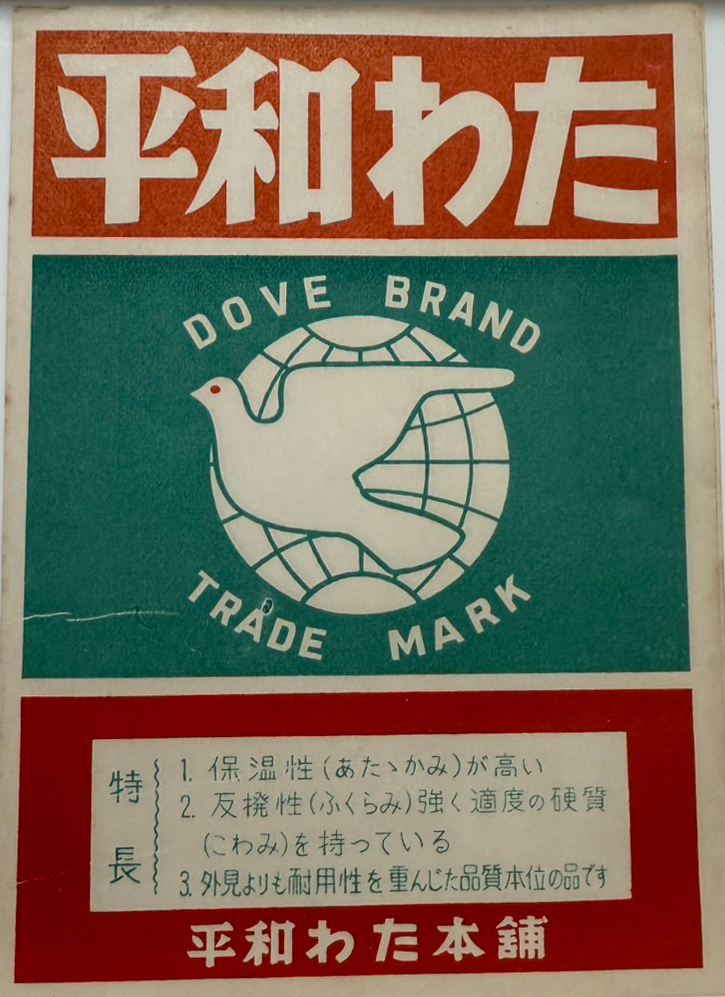 平和わた
DOVE BRAND
TRADE MARK
特長
1. 保温性(あたゝかみ)が高い
2. 反撥性(ふくらみ)強く適度の硬質
(こわみ)を持っている
3. 外見よりも耐用性を重んじた品質本位の品です
平和わた本舗